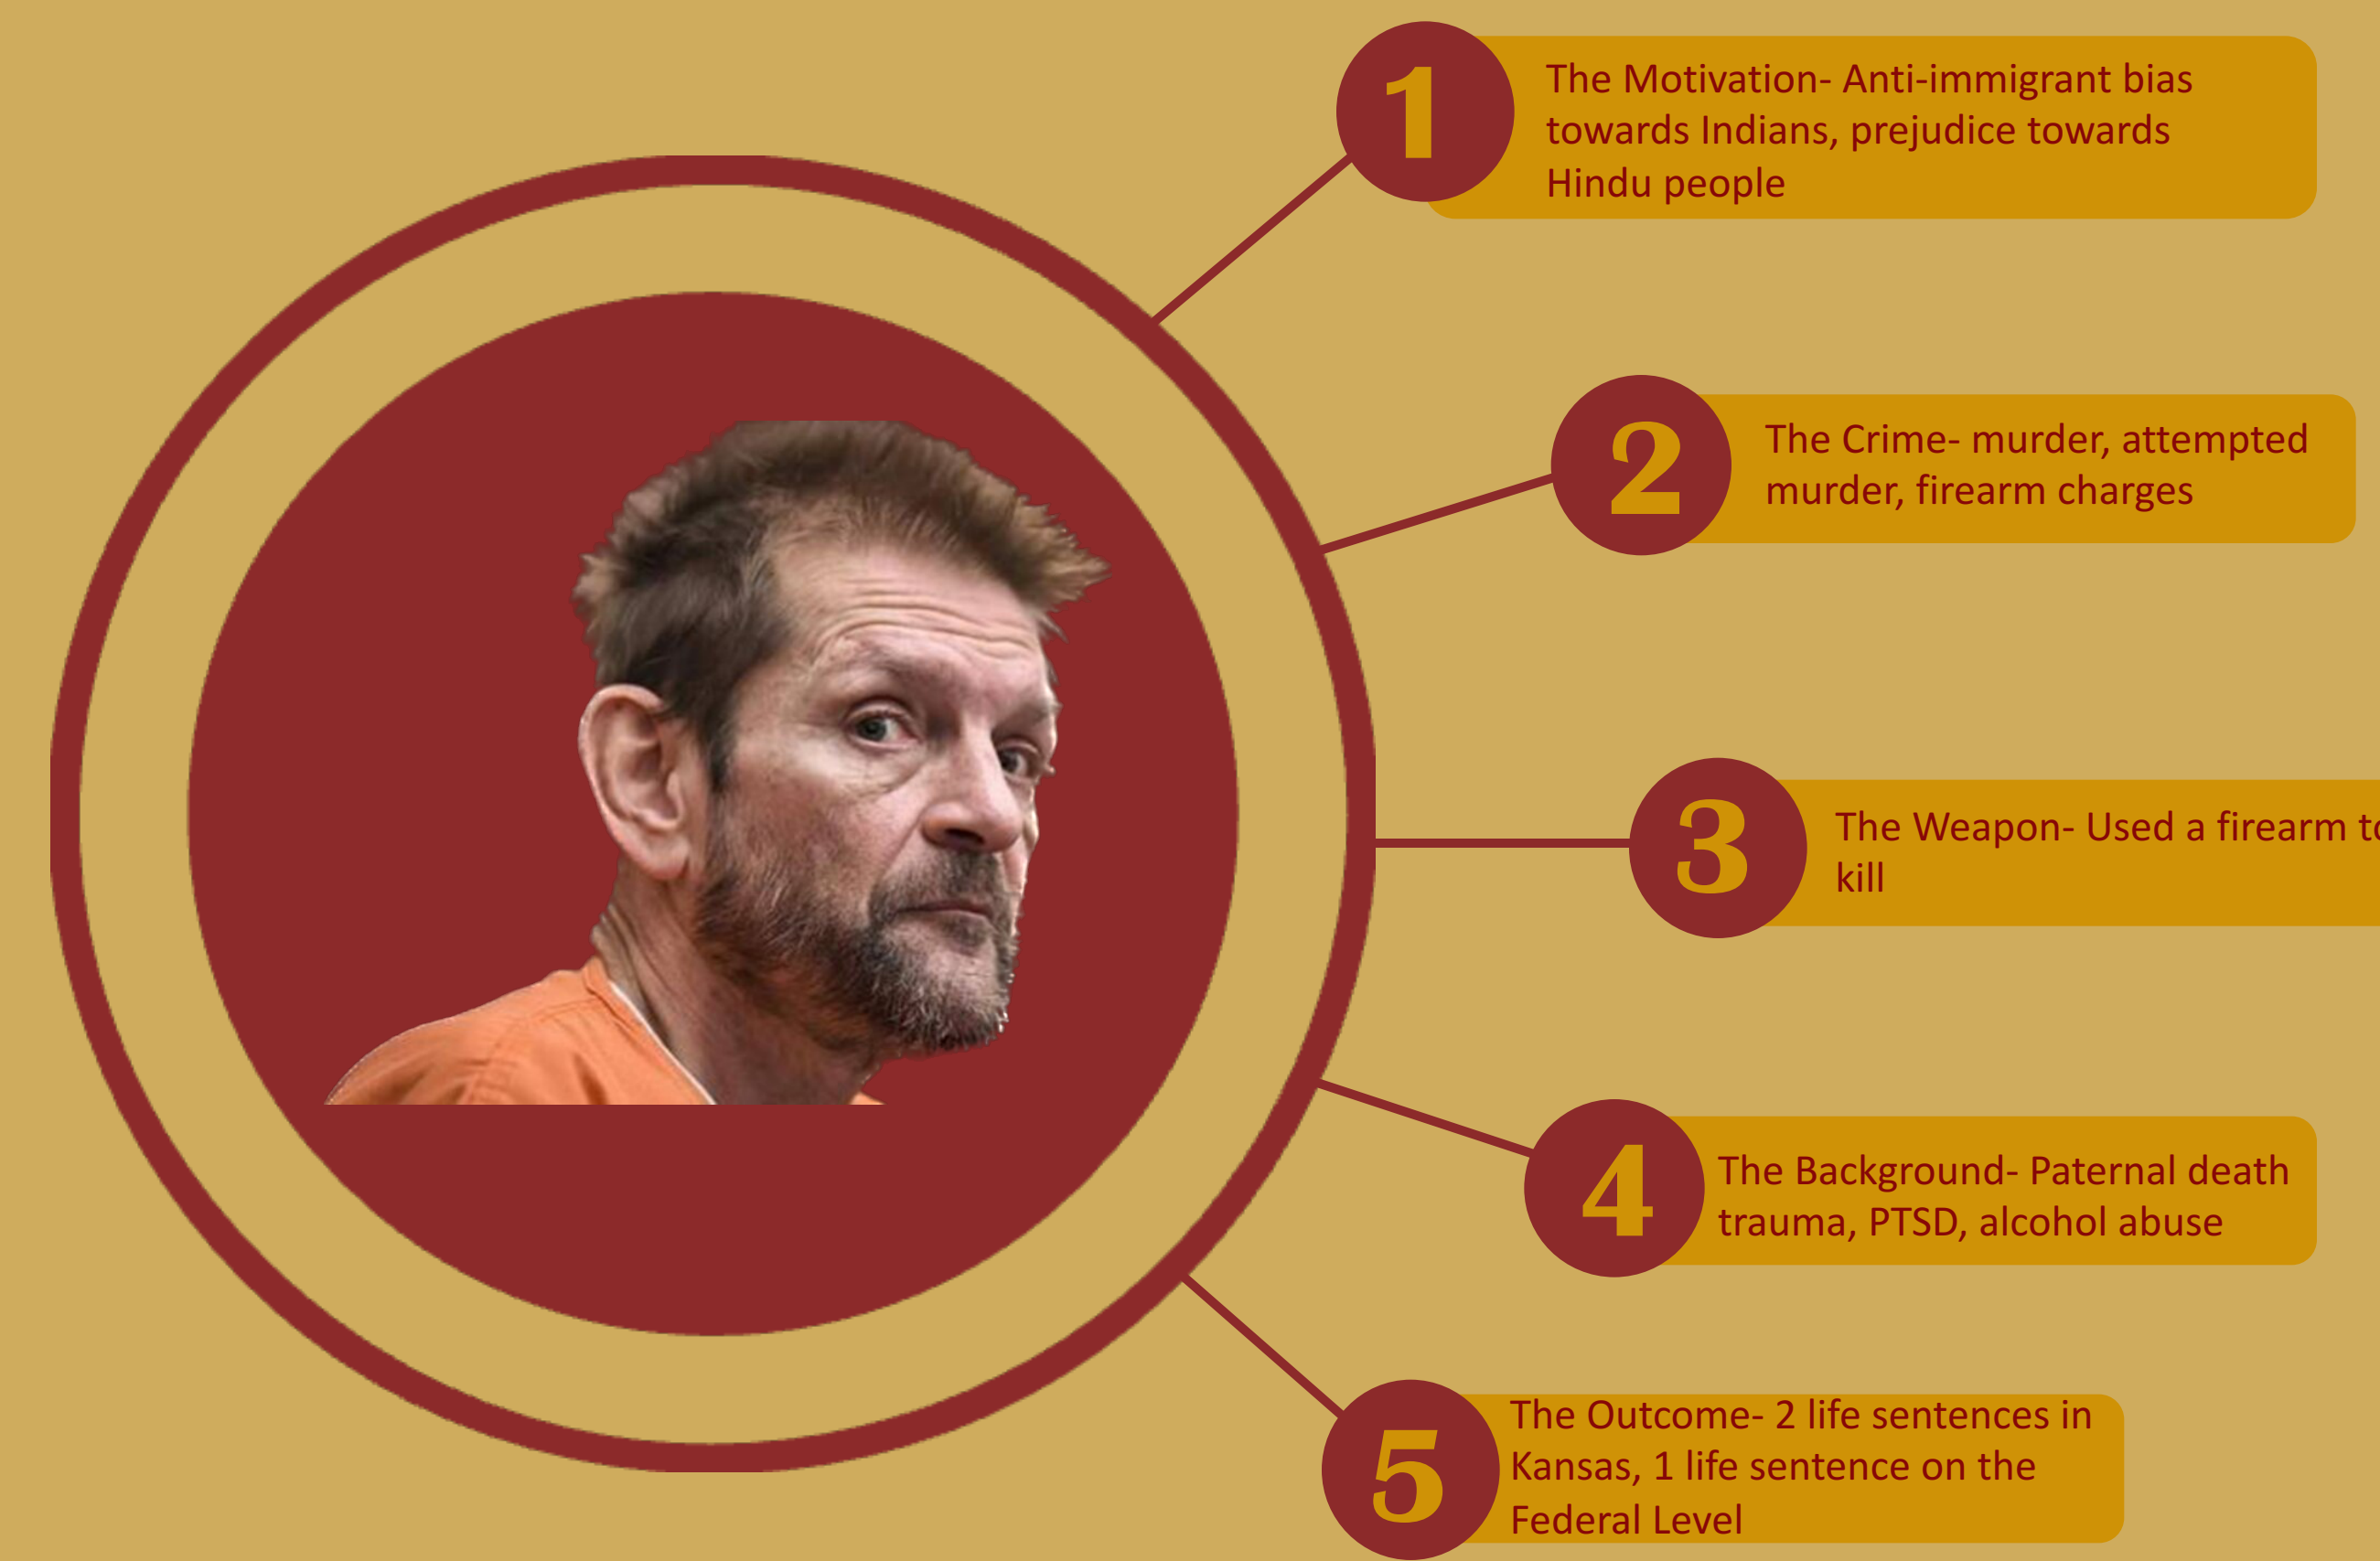 1
The Motivation- Anti-immigrant bias
towards Indians, prejudice towards
Hindu people
2
The Crime- murder, attempted
murder, firearm charges
3
The Weapon- Used a firearm to
kill
4
The Background- Paternal death
trauma, PTSD, alcohol abuse
5
The Outcome- 2 life sentences in
Kansas, 1 life sentence on the
Federal Level